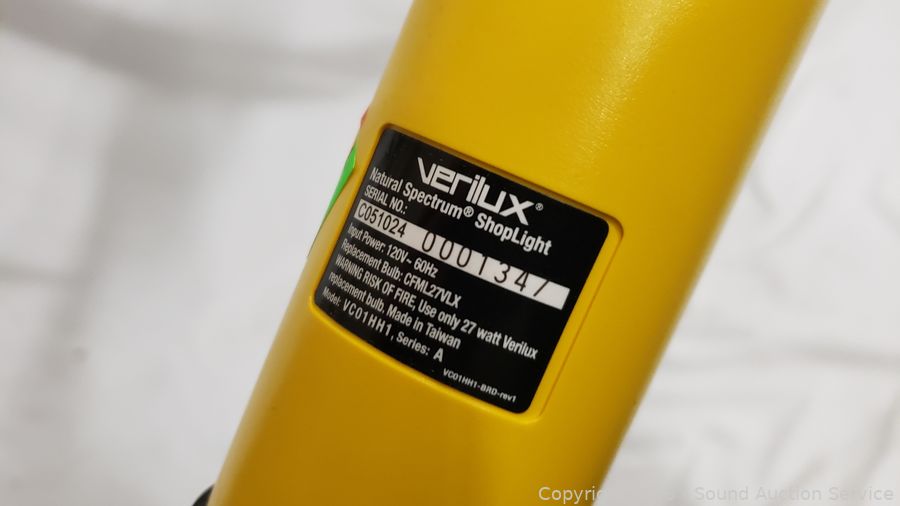 verilux®
Natural Spectrum® ShopLight
SERIAL NO.:
C051024 0001347
Input Power: 120V~ 60Hz
Replacement Bulb: CFML27VLX
WARNING RISK OF FIRE, Use only 27 watt Verilux
replacement bulb. Made in Taiwan
Model: VC01HH1, Series: A
VC01HH1-BRD-rev1
Copyright Sound Auction Service